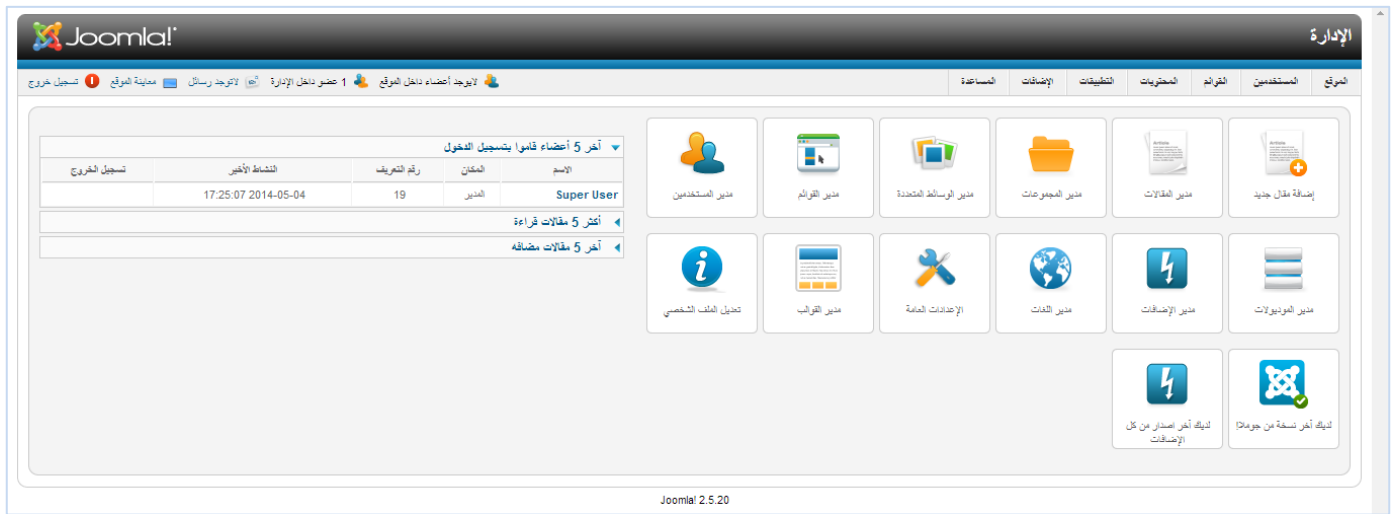 Joomla!
الإدارة
الموقع المستخدمين القوائم المحتويات التطبيقات الإضافات المساعدة
لايوجد أعضاء داخل الموقع 1 عضو داخل الإدارة لاتوجد رسائل معاينة الموقع تسجيل خروج
إضافة مقال جديد
مدير المقالات
مدير المجموعات
مدير الوسائط المتعددة
مدير القوائم
مدير المستخدمين
مدير الموديولات
مدير الإضافات
مدير اللغات
الإعدادات العامة
مدير القوالب
تعديل الملف الشخصي
لديك أخر نسخة من جوملا!
لديك أخر اصدار من كل
الإضافات
آخر 5 أعضاء قاموا بتسجيل الدخول
الاسم المكان رقم التعريف النشاط الأخير تسجيل الخروج
Super User المدير 19 2014-05-04 17:25:07
أكثر 5 مقالات قراءة
آخر 5 مقالات مضافه
Joomla! 2.5.20